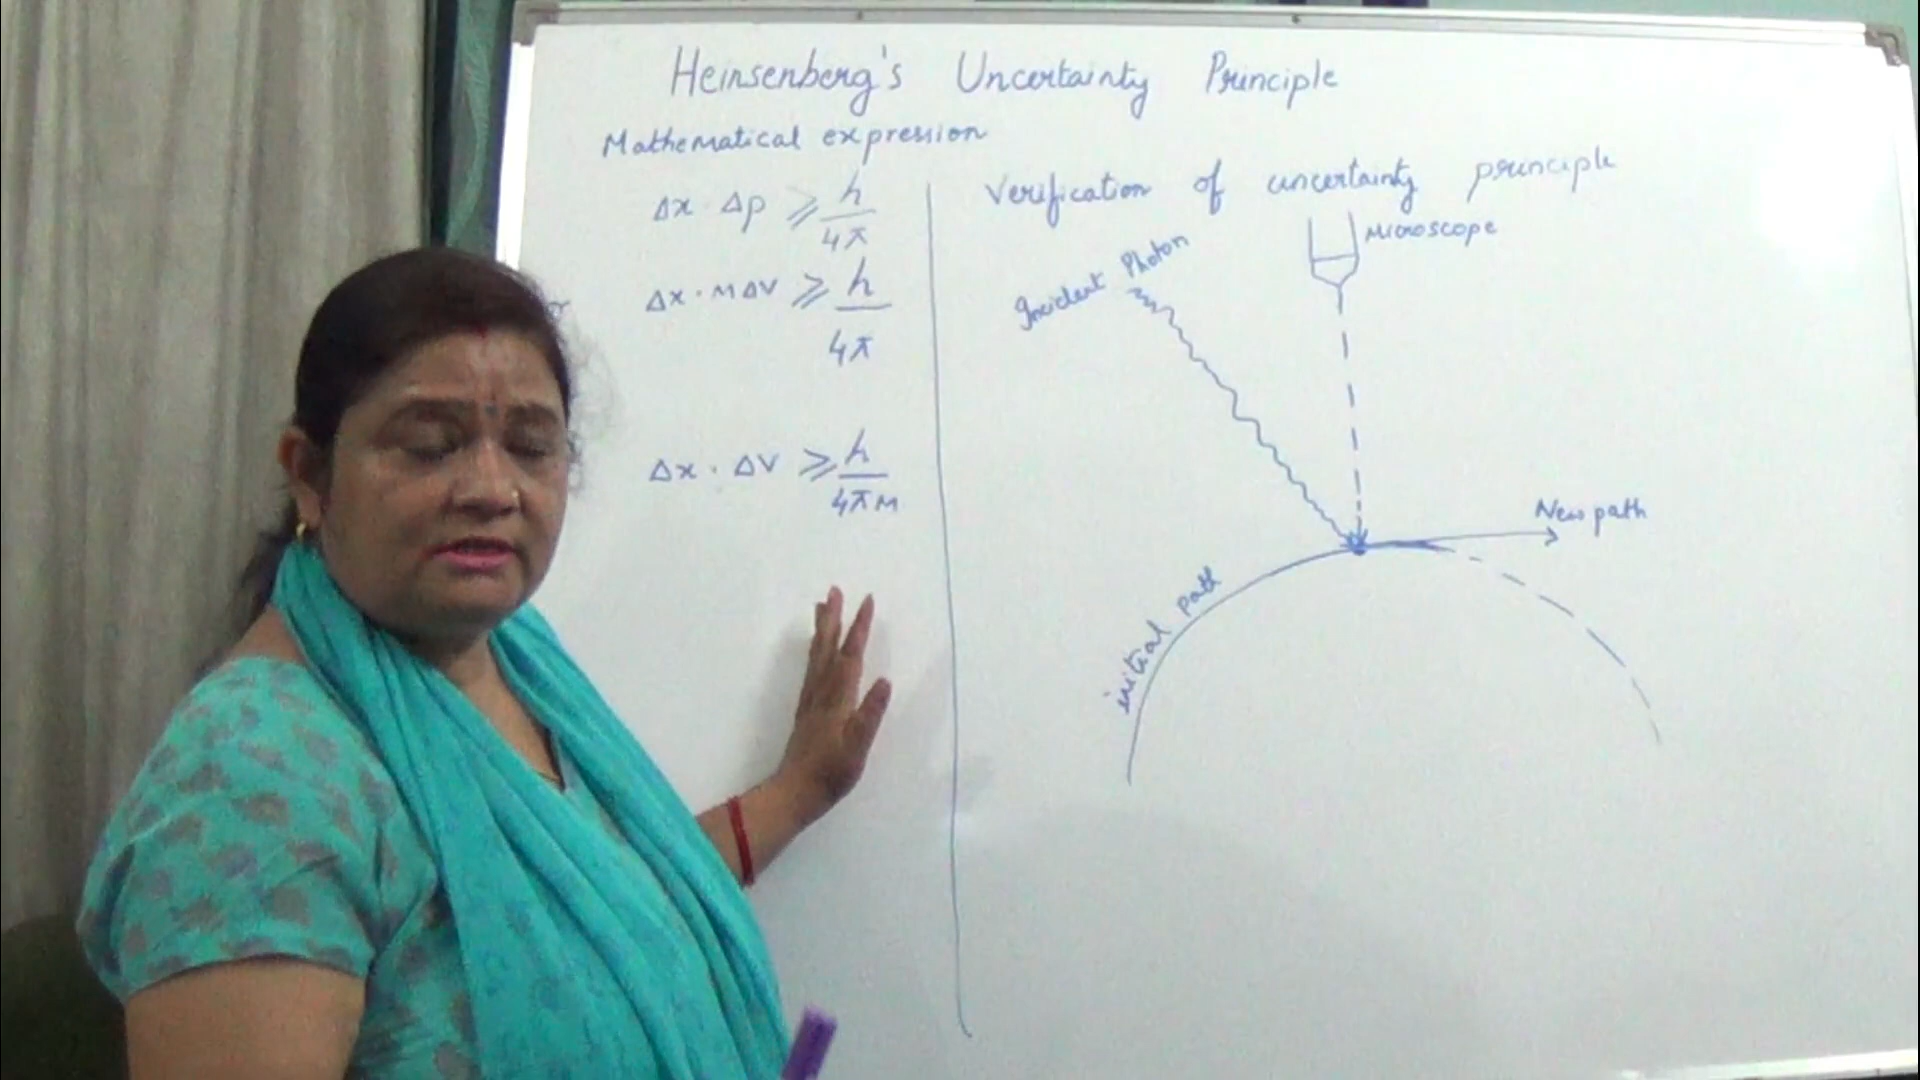 Heinsenberg's Uncertainty Principle
Mathematical expression
Δx · Δp ⩾ h/4π
or Δx · MΔV ⩾ h/4π
Δx · ΔV ⩾ h/4πM
Verification of uncertainty principle
Microscope
Incident Photon
New path
initial path